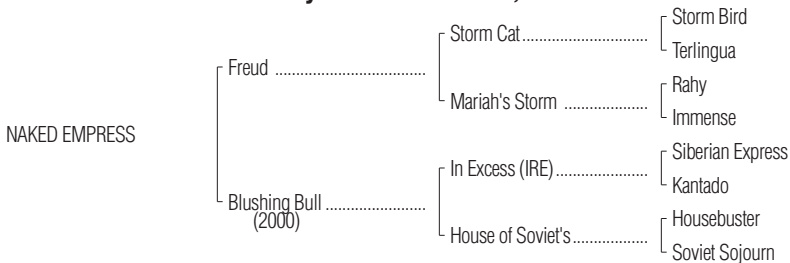 Storm Bird
Storm Cat..............................
Terlingua
Freud ....................................
Rahy
Mariah's Storm ....................
Immense
NAKED EMPRESS
Siberian Express
In Excess (IRE)......................
Kantado
Blushing Bull ........................
(2000)
Housebuster
House of Soviet's..................
Soviet Sojourn